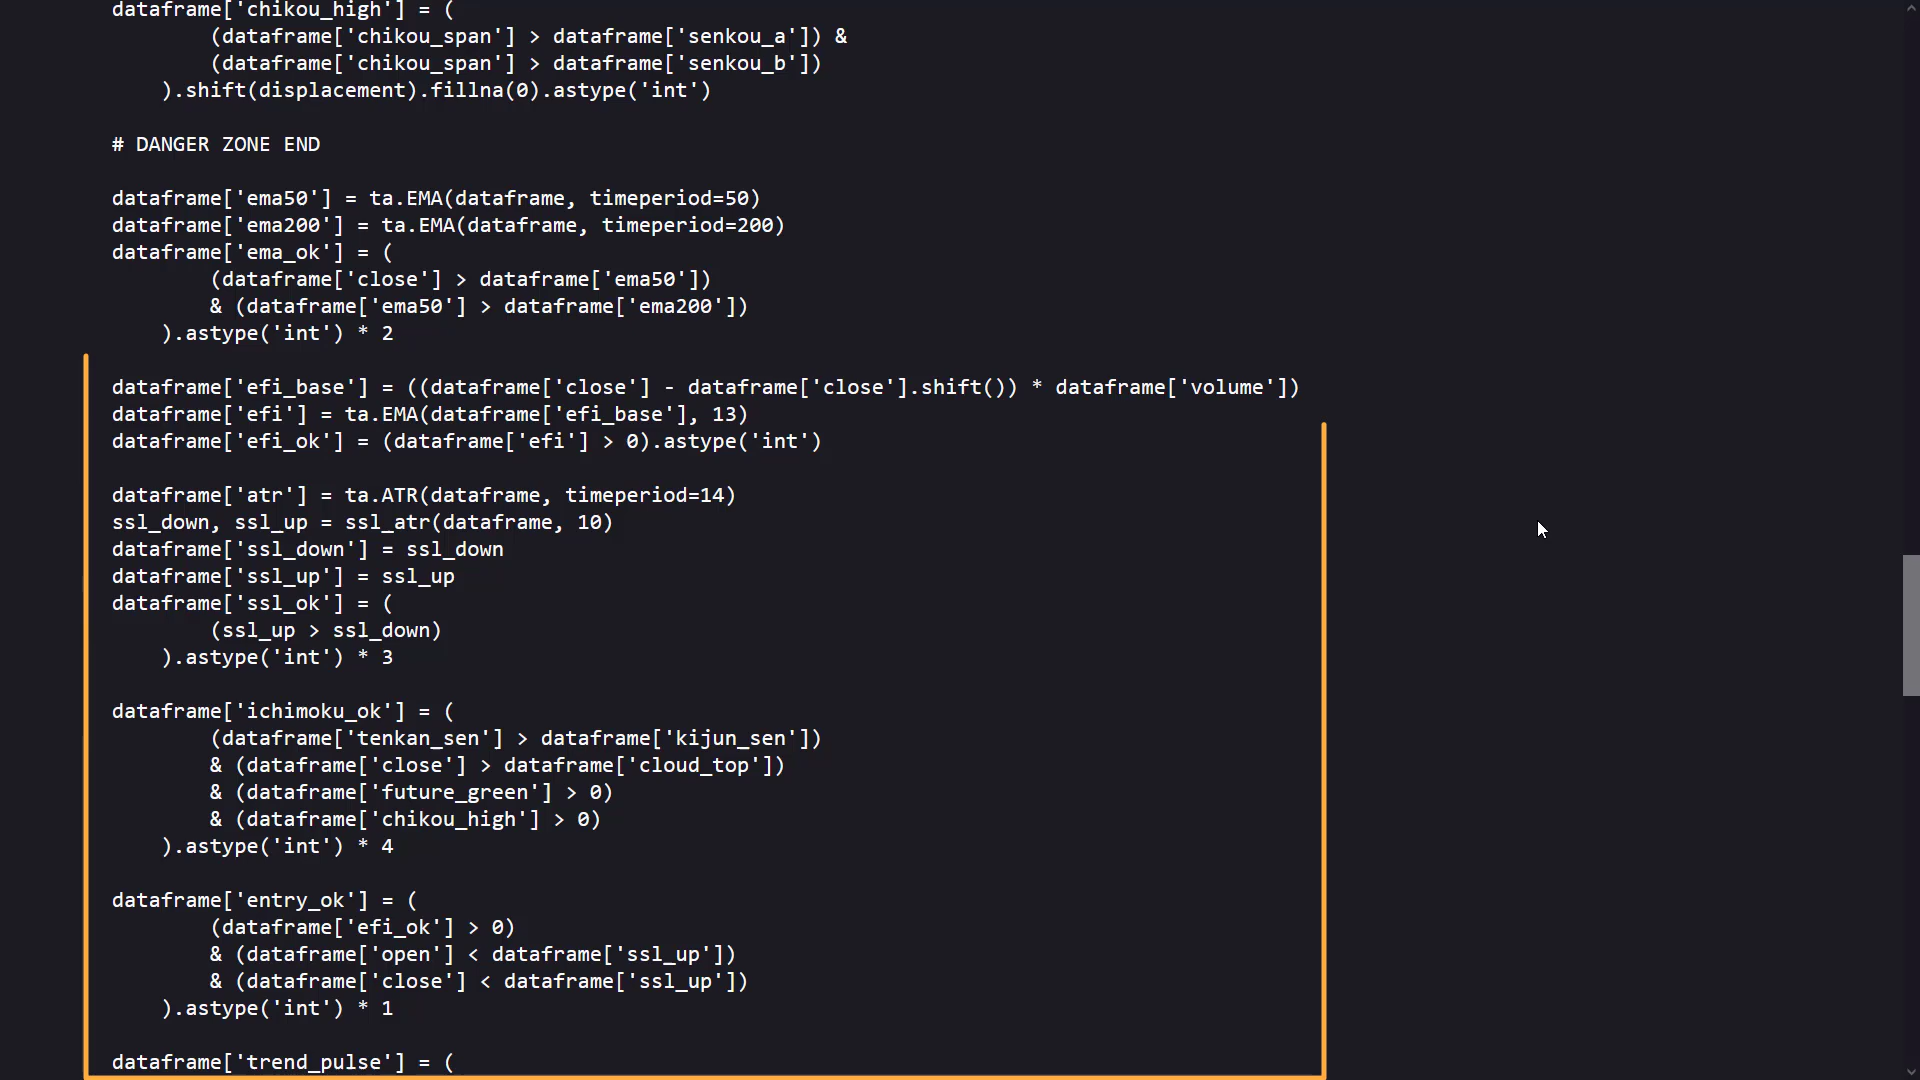 dataframe['chikou_high'] = (
        (dataframe['chikou_span'] > dataframe['senkou_a']) &
        (dataframe['chikou_span'] > dataframe['senkou_b'])
    ).shift(displacement).fillna(0).astype('int')

# DANGER ZONE END

dataframe['ema50'] = ta.EMA(dataframe, timeperiod=50)
dataframe['ema200'] = ta.EMA(dataframe, timeperiod=200)
dataframe['ema_ok'] = (
        (dataframe['close'] > dataframe['ema50'])
        & (dataframe['ema50'] > dataframe['ema200'])
    ).astype('int') * 2

dataframe['efi_base'] = ((dataframe['close'] - dataframe['close'].shift()) * dataframe['volume'])
dataframe['efi'] = ta.EMA(dataframe['efi_base'], 13)
dataframe['efi_ok'] = (dataframe['efi'] > 0).astype('int')

dataframe['atr'] = ta.ATR(dataframe, timeperiod=14)
ssl_down, ssl_up = ssl_atr(dataframe, 10)
dataframe['ssl_down'] = ssl_down
dataframe['ssl_up'] = ssl_up
dataframe['ssl_ok'] = (
        (ssl_up > ssl_down)
    ).astype('int') * 3

dataframe['ichimoku_ok'] = (
        (dataframe['tenkan_sen'] > dataframe['kijun_sen'])
        & (dataframe['close'] > dataframe['cloud_top'])
        & (dataframe['future_green'] > 0)
        & (dataframe['chikou_high'] > 0)
    ).astype('int') * 4

dataframe['entry_ok'] = (
        (dataframe['efi_ok'] > 0)
        & (dataframe['open'] < dataframe['ssl_up'])
        & (dataframe['close'] < dataframe['ssl_up'])
    ).astype('int') * 1

dataframe['trend_pulse'] = (